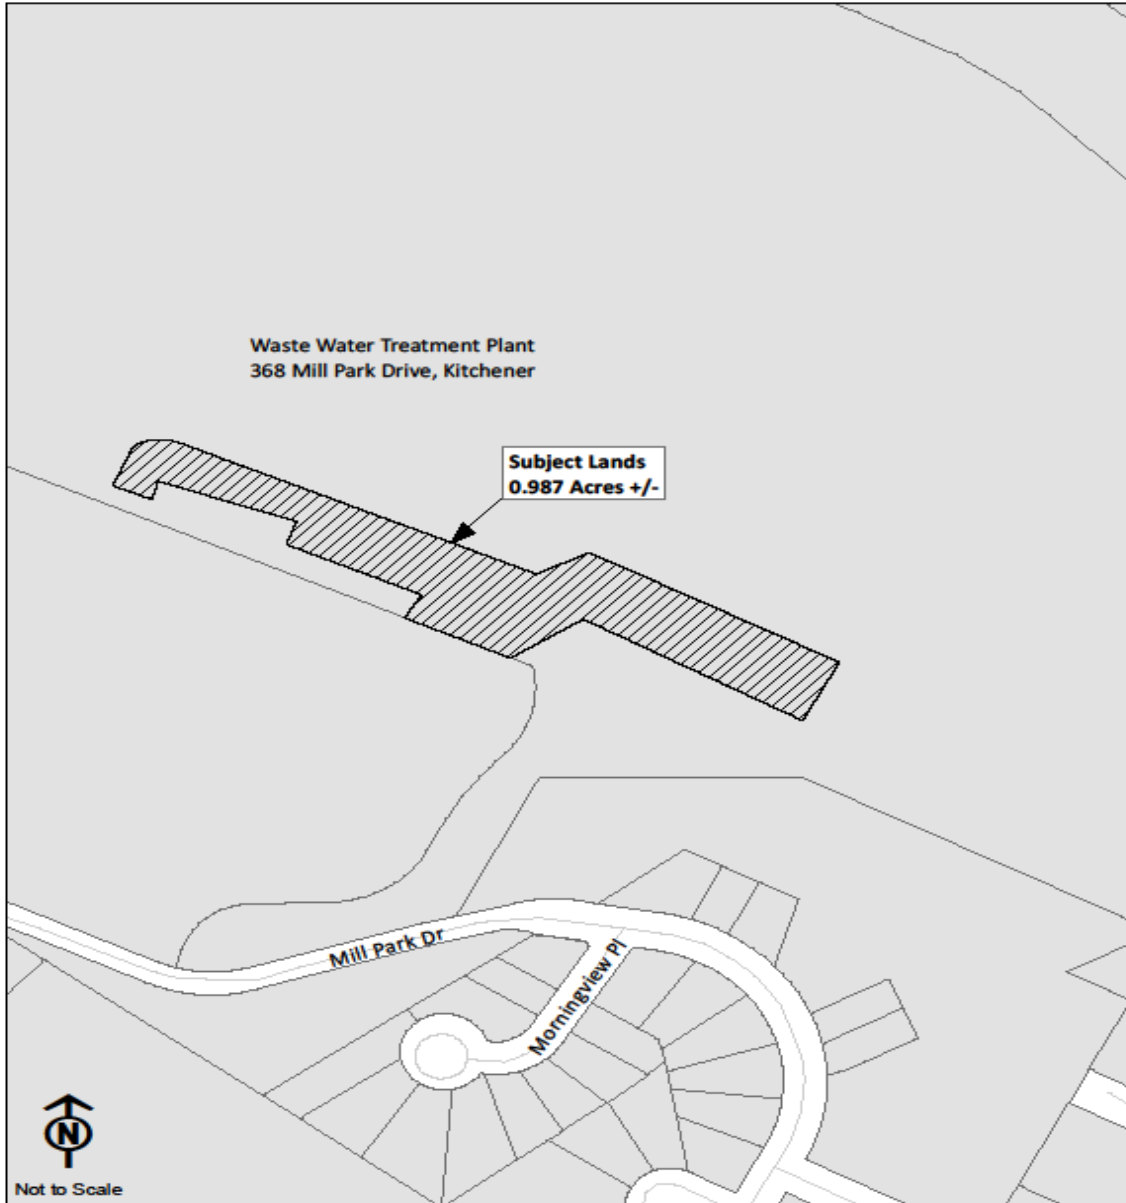 Waste Water Treatment Plant
368 Mill Park Drive, Kitchener
Subject Lands
0.987 Acres +/-
Mill Park Dr
Morningview Pl
N
Not to Scale